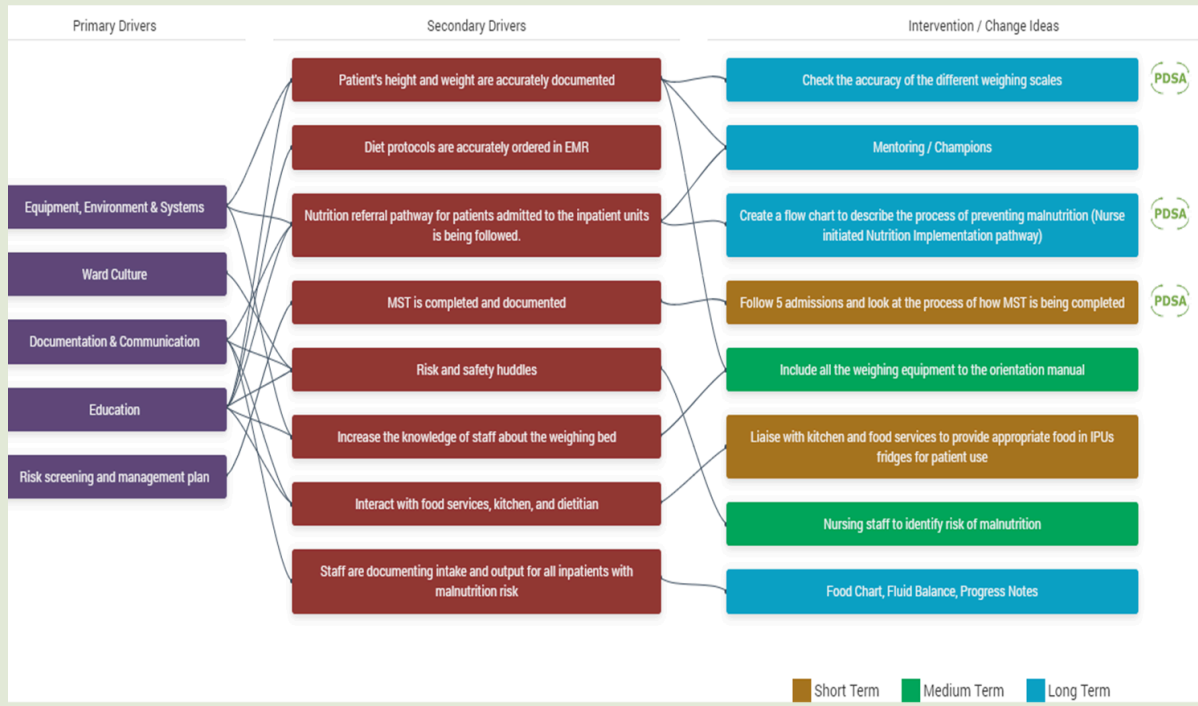 Primary Drivers
Secondary Drivers
Intervention / Change Ideas
Equipment, Environment & Systems
Ward Culture
Documentation & Communication
Education
Risk screening and management plan
Patient's height and weight are accurately documented
Diet protocols are accurately ordered in EMR
Nutrition referral pathway for patients admitted to the inpatient units
is being followed.
MST is completed and documented
Risk and safety huddles
Increase the knowledge of staff about the weighing bed
Interact with food services, kitchen, and dietitian
Staff are documenting intake and output for all inpatients with
malnutrition risk
Check the accuracy of the different weighing scales
PDSA
Mentoring / Champions
Create a flow chart to describe the process of preventing malnutrition (Nurse
initiated Nutrition Implementation pathway)
PDSA
Follow 5 admissions and look at the process of how MST is being completed
PDSA
Include all the weighing equipment to the orientation manual
Liaise with kitchen and food services to provide appropriate food in IPUs
fridges for patient use
Nursing staff to identify risk of malnutrition
Food Chart, Fluid Balance, Progress Notes
Short Term
Medium Term
Long Term